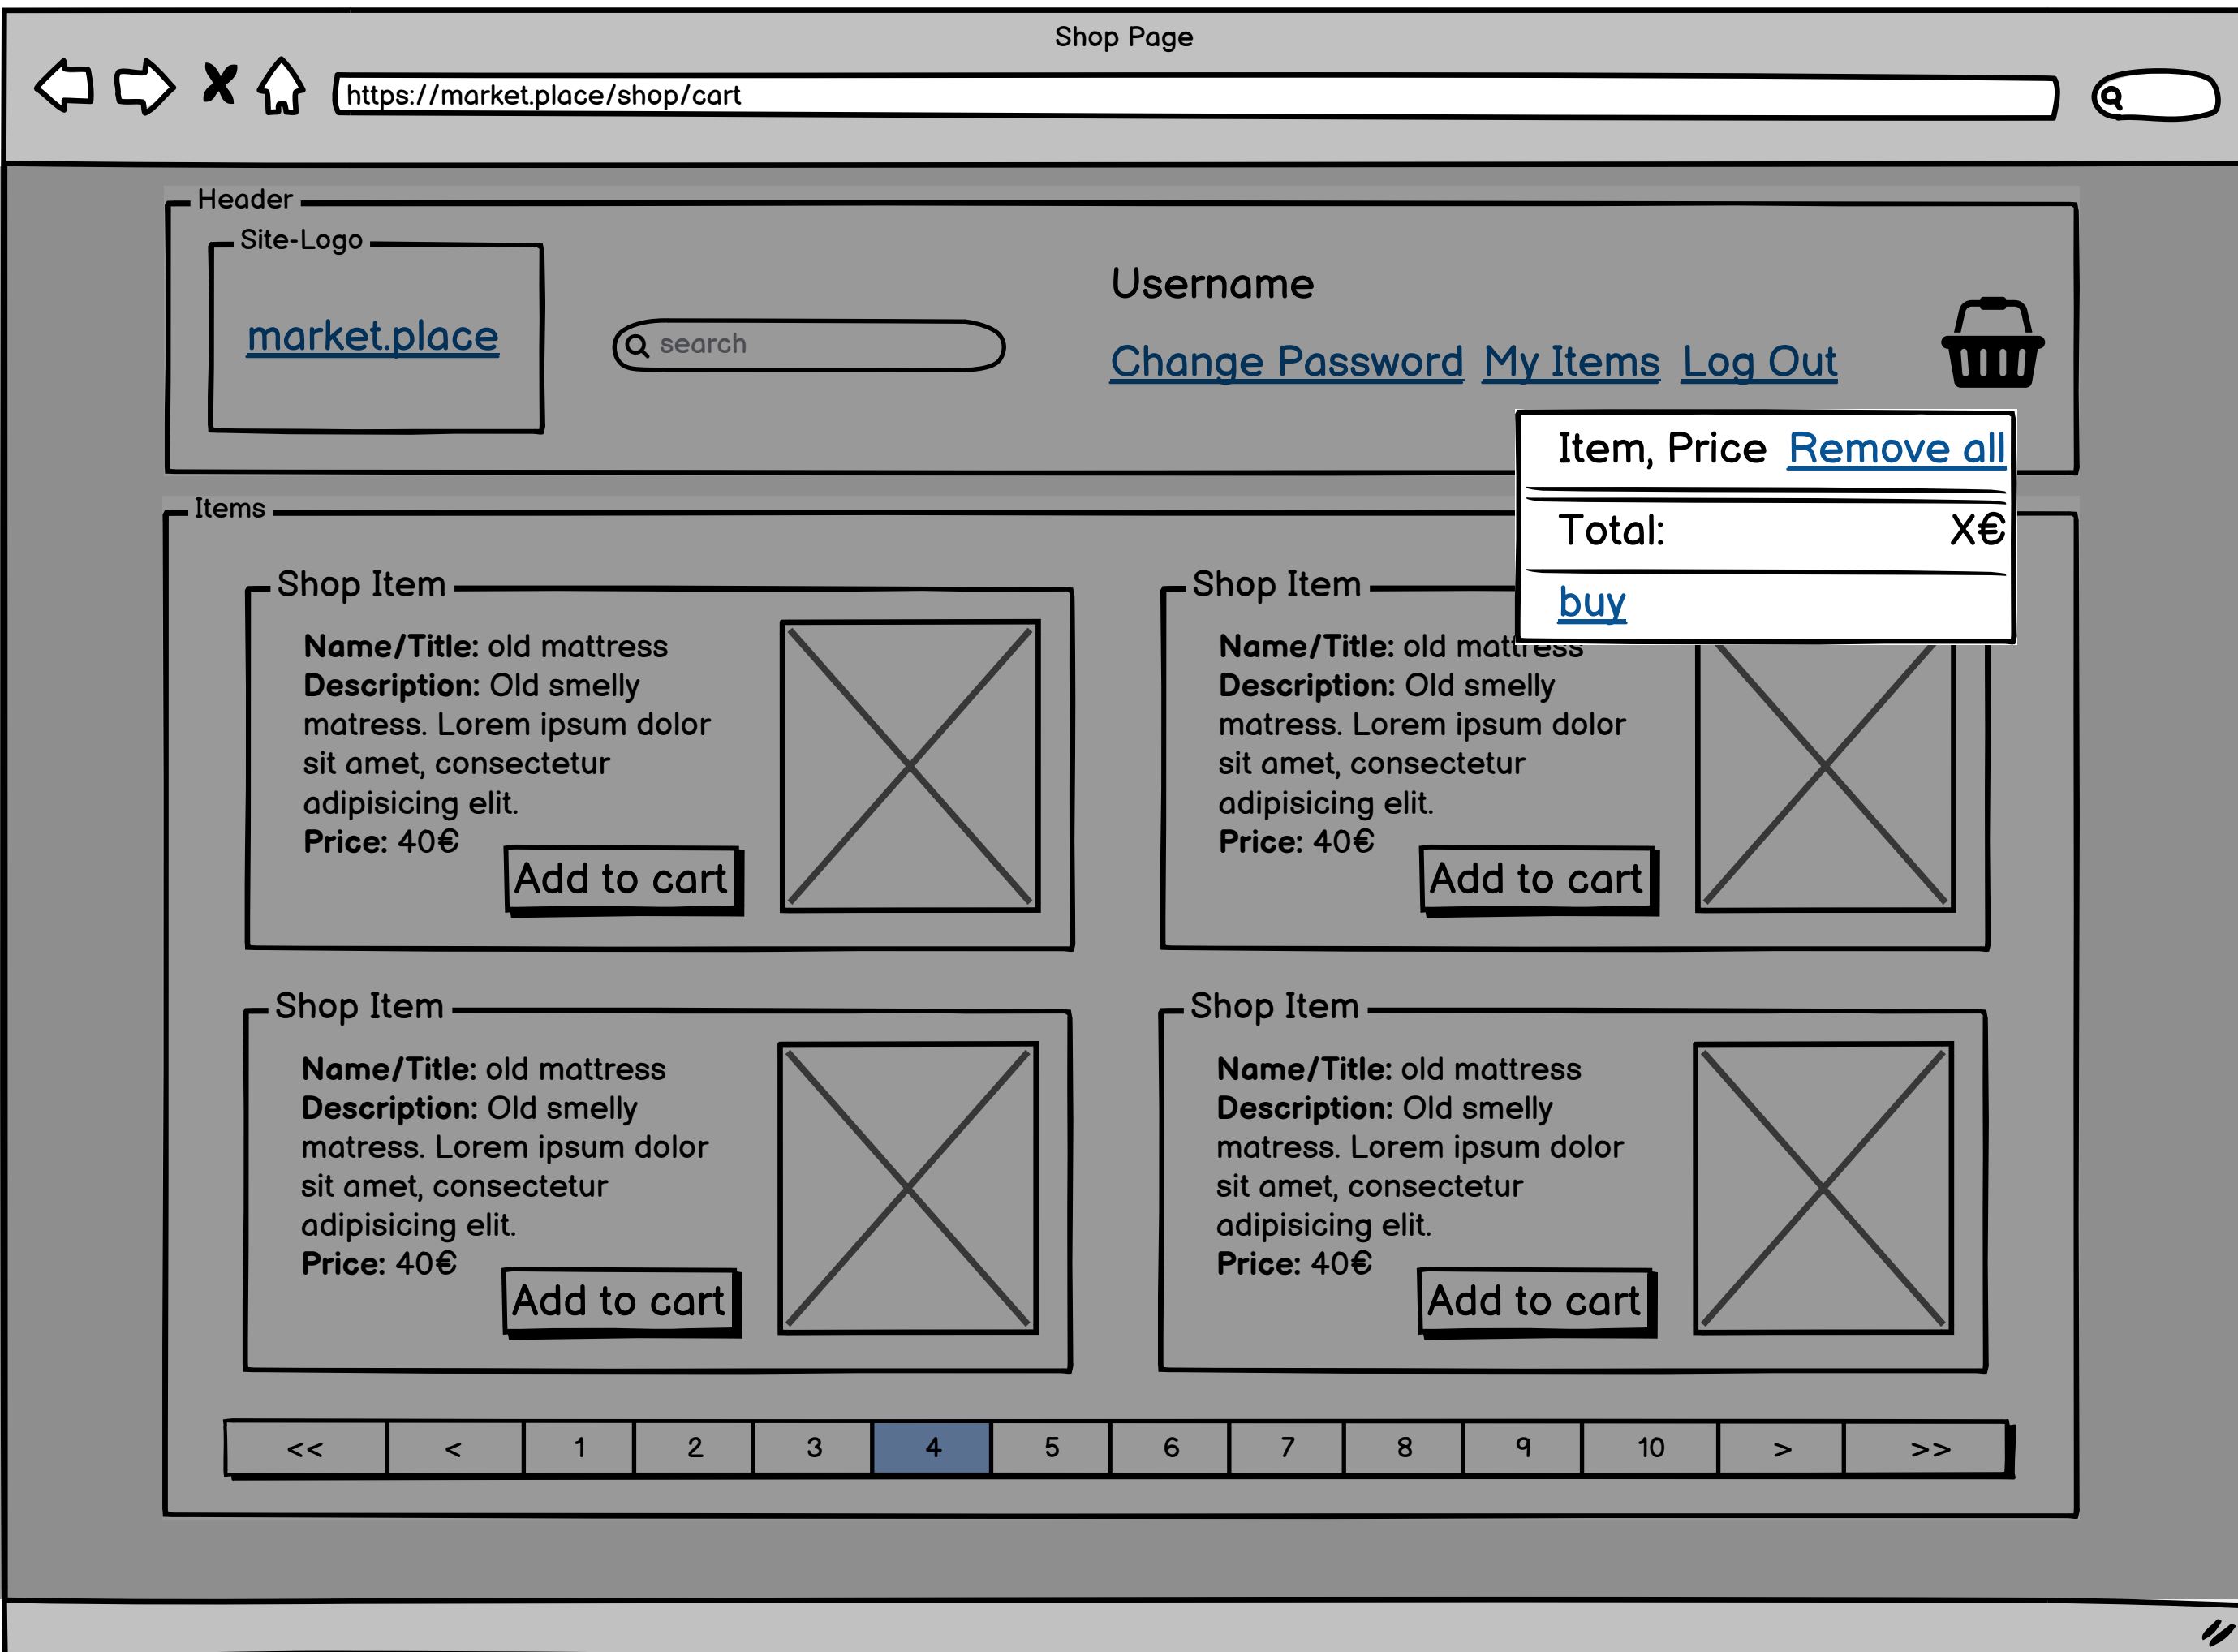 Shop Page
https://market.place/shop/cart
Header
Site-Logo
market.place
search
Username
Change Password My Items Log Out
Item, Price Remove all
Total: X€
buy
Items
Shop Item
Name/Title: old mattress
Description: Old smelly
matress. Lorem ipsum dolor
sit amet, consectetur
adipisicing elit.
Price: 40€
Add to cart
Shop Item
Name/Title: old mattress
Description: Old smelly
matress. Lorem ipsum dolor
sit amet, consectetur
adipisicing elit.
Price: 40€
Add to cart
Shop Item
Name/Title: old mattress
Description: Old smelly
matress. Lorem ipsum dolor
sit amet, consectetur
adipisicing elit.
Price: 40€
Add to cart
Shop Item
Name/Title: old mattress
Description: Old smelly
matress. Lorem ipsum dolor
sit amet, consectetur
adipisicing elit.
Price: 40€
Add to cart
<< < 1 2 3 4 5 6 7 8 9 10 > >>